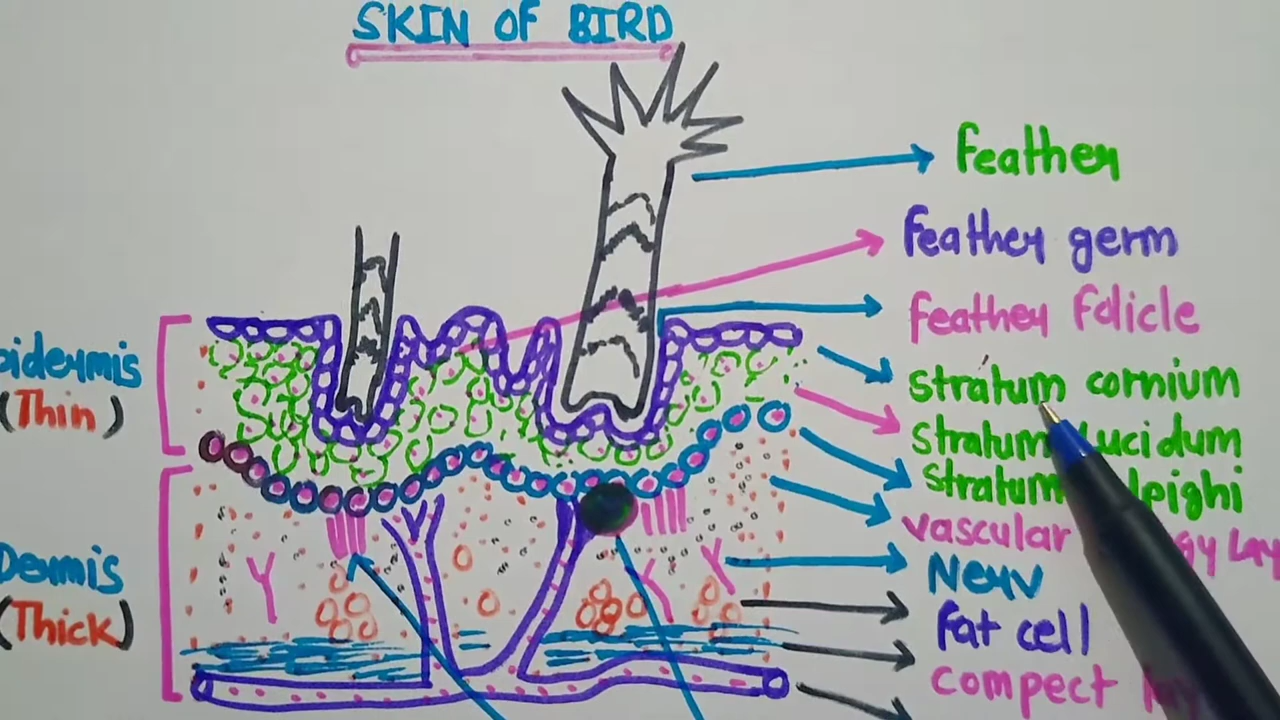 SKIN OF BIRD
Feather
Feather germ
Feather Folicle
Stratum cornium
Stratum Lucidum
Stratum
vascular
Nerv
Fat cell
compect
(Thin)
Dermis
(Thick)